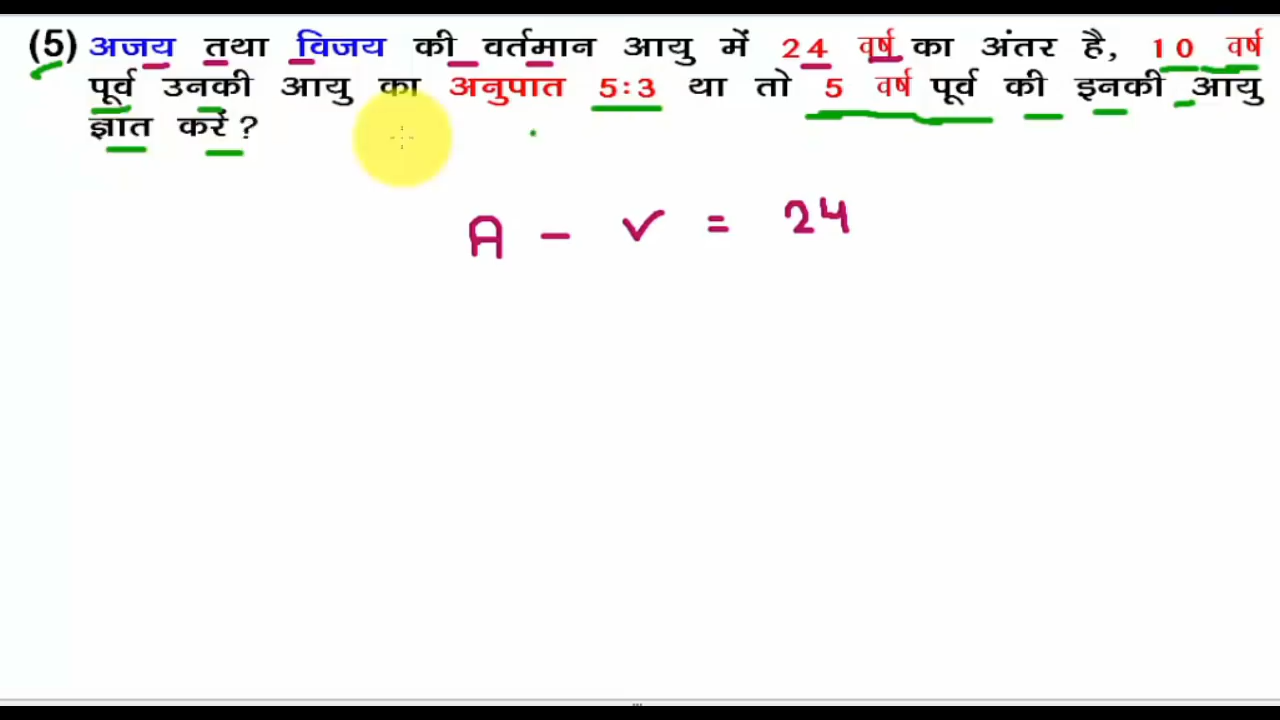 (5) अजय तथा विजय की वर्तमान आयु में 24 वर्ष का अंतर है, 10 वर्ष
पूर्व उनकी आयु का अनुपात 5:3 था तो 5 वर्ष पूर्व की इनकी आयु
ज्ञात करें ?
A - V = 24